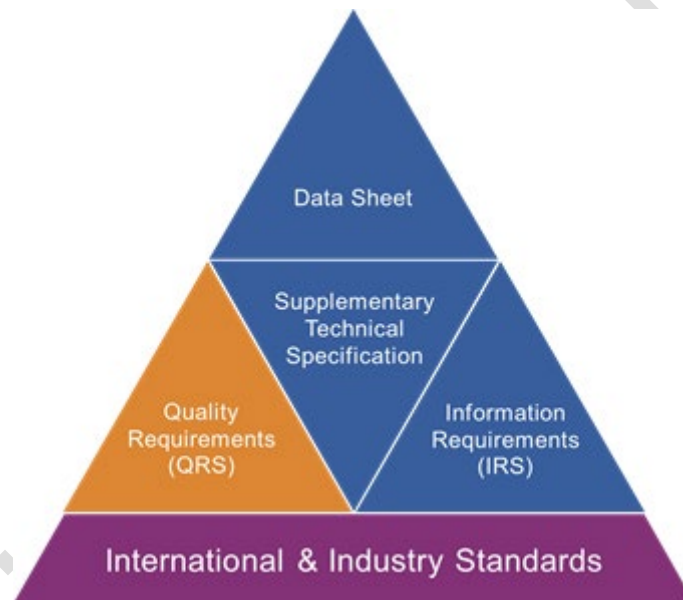 Data Sheet
Supplementary
Technical
Specification
Quality
Requirements
(QRS)
Information
Requirements
(IRS)
International & Industry Standards